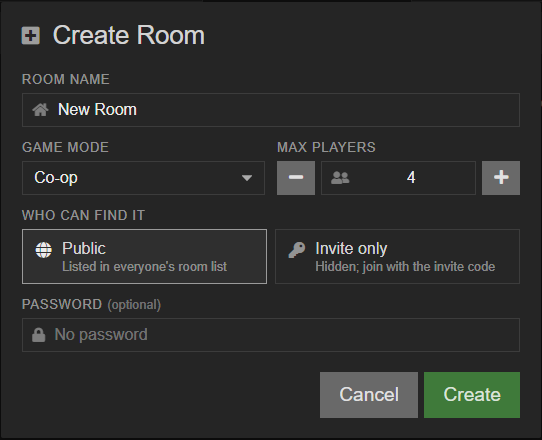 Create Room
ROOM NAME
New Room
GAME MODE
MAX PLAYERS
Co-op
4
WHO CAN FIND IT
Public
Listed in everyone's room list
Invite only
Hidden; join with the invite code
PASSWORD (optional)
No password
Cancel
Create